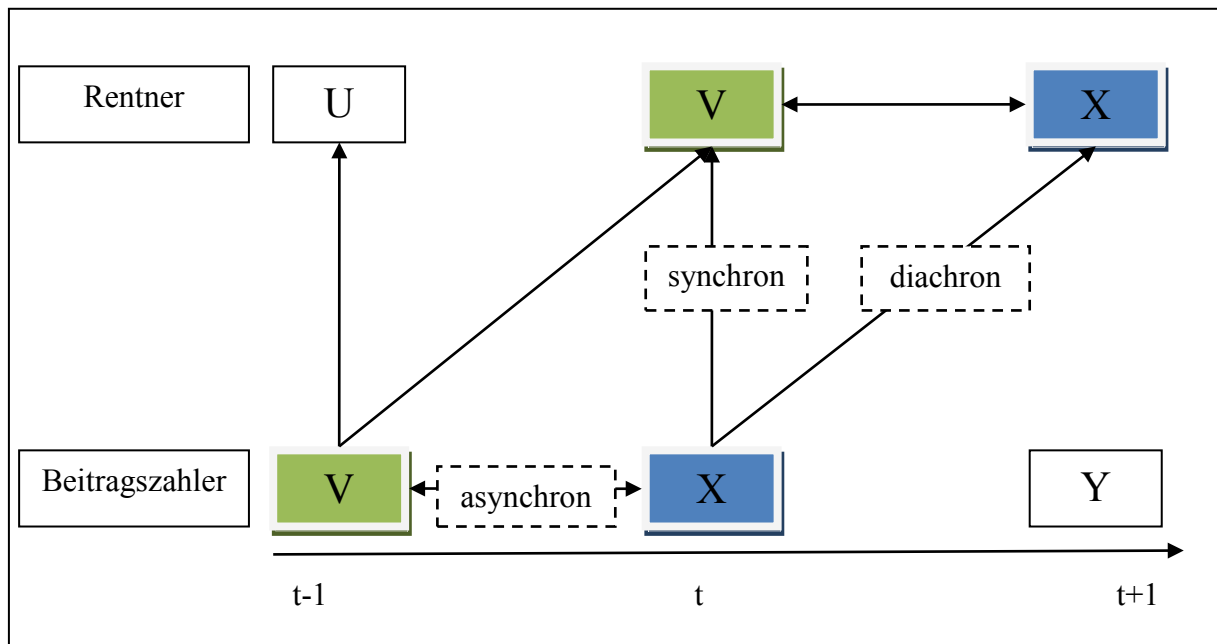 Rentner
U
V
X
synchron
diachron
Beitragszahler
V
asynchron
X
Y
t-1
t
t+1